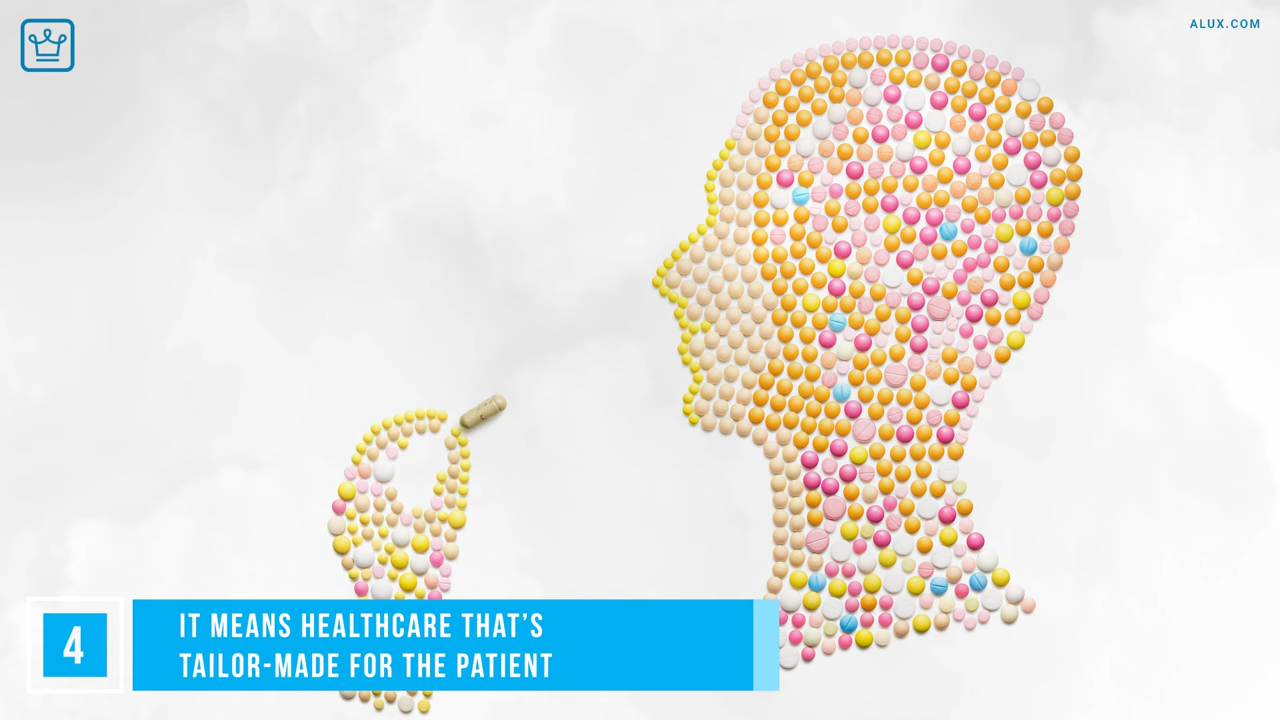 ALUX.COM
4
IT MEANS HEALTHCARE THAT'S
TAILOR-MADE FOR THE PATIENT